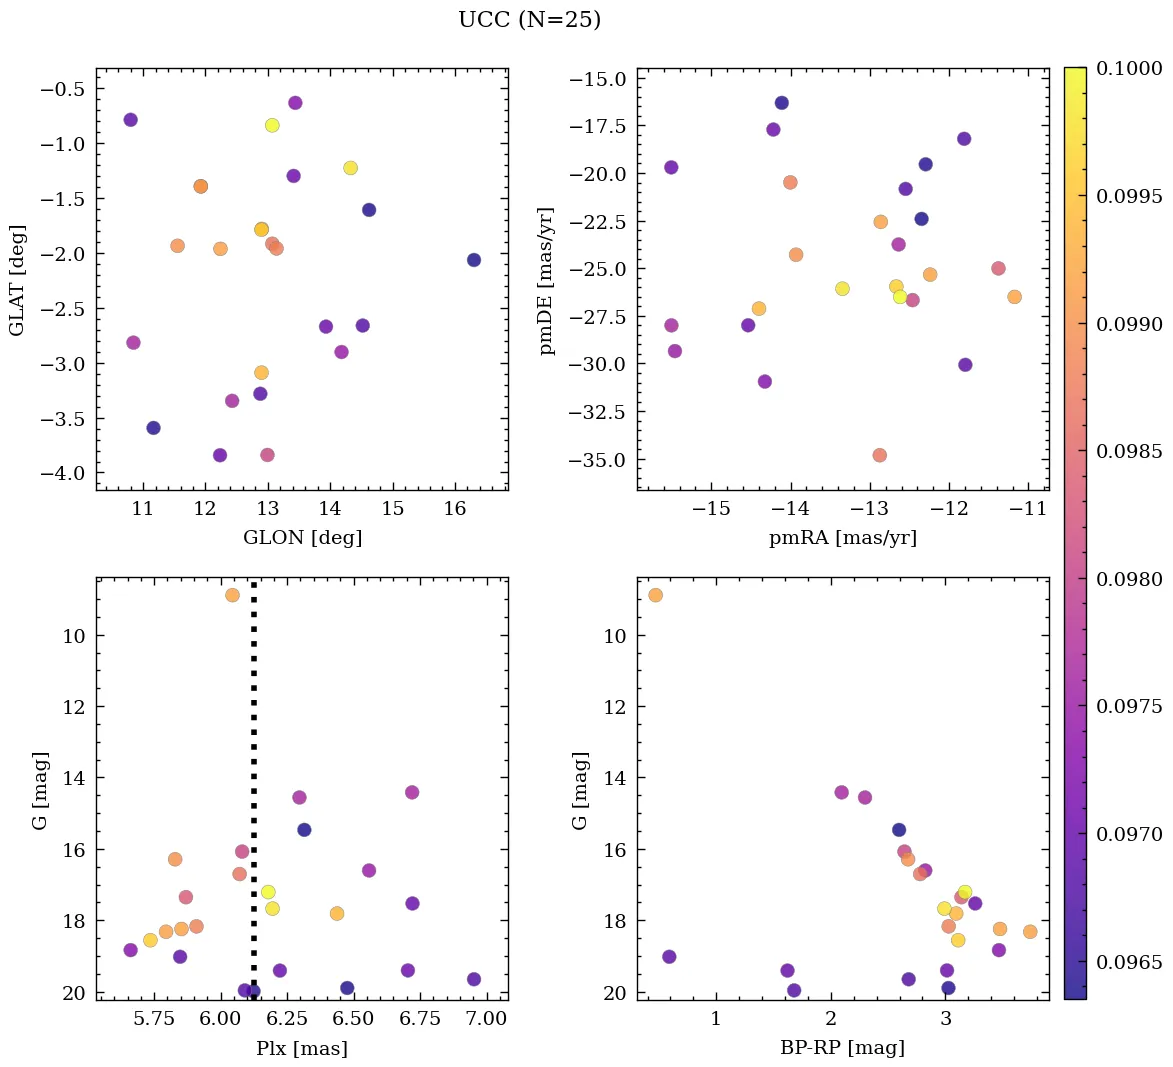 UCC (N=25)
−0.5
−1.0
−1.5
−2.0
−2.5
−3.0
−3.5
−4.0
GLAT [deg]
11 12 13 14 15 16
GLON [deg]
−15.0
−17.5
−20.0
−22.5
−25.0
−27.5
−30.0
−32.5
−35.0
pmDE [mas/yr]
−15 −14 −13 −12 −11
pmRA [mas/yr]
10
12
14
16
18
20
G [mag]
5.75 6.00 6.25 6.50 6.75 7.00
Plx [mas]
10
12
14
16
18
20
G [mag]
1 2 3
BP-RP [mag]
0.1000
0.0995
0.0990
0.0985
0.0980
0.0975
0.0970
0.0965